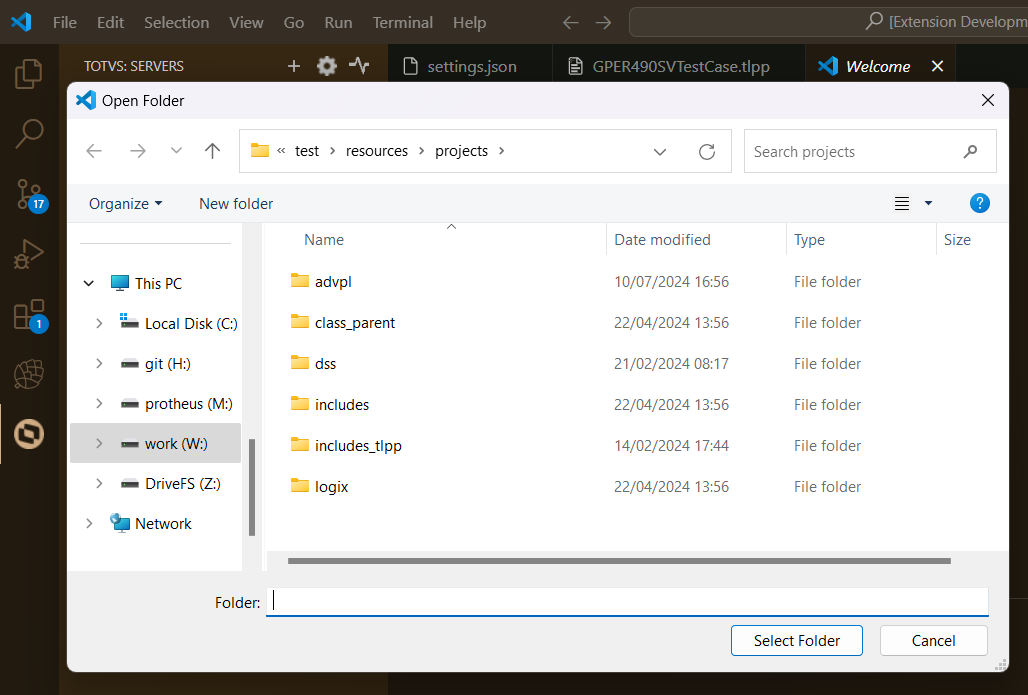 File Edit Selection View Go Run Terminal Help [Extension Developm
TOTVS: SERVERS settings.json GPER490SVTestCase.tlpp Welcome
Open Folder
« test › resources › projects › Search projects
17
Organize New folder ?
Name Date modified Type Size
This PC advpl 10/07/2024 16:56 File folder
1 Local Disk (C:) class_parent 22/04/2024 13:56 File folder
git (H:) dss 21/02/2024 08:17 File folder
protheus (M:) includes 22/04/2024 13:56 File folder
work (W:) includes_tlpp 14/02/2024 17:44 File folder
DriveFS (Z:) logix 22/04/2024 13:56 File folder
Network
Folder:
Select Folder Cancel